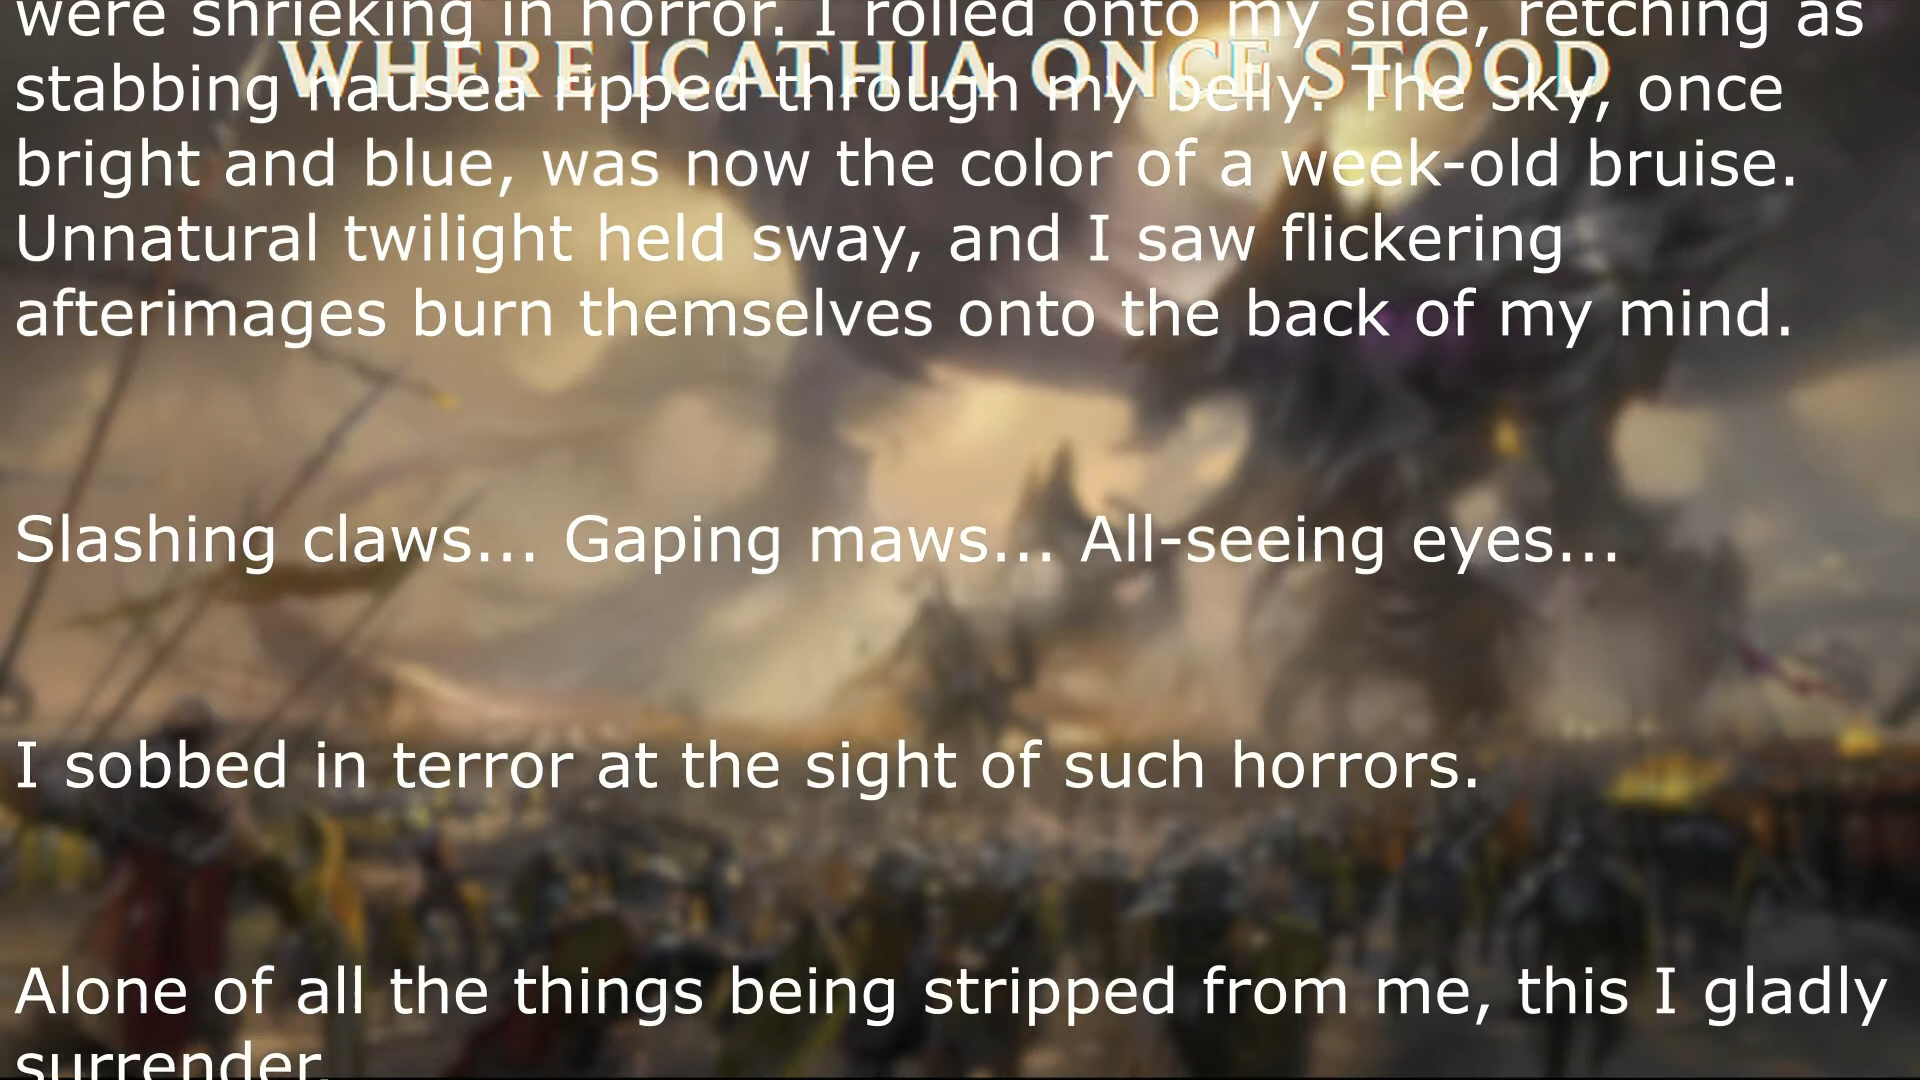 were shrieking in horror. I rolled onto my side, retching as
WHERE ICATHIA ONCE STOOD
stabbing nausea ripped through my belly. The sky, once
bright and blue, was now the color of a week-old bruise.
Unnatural twilight held sway, and I saw flickering
afterimages burn themselves onto the back of my mind.
Slashing claws... Gaping maws... All-seeing eyes...
I sobbed in terror at the sight of such horrors.
Alone of all the things being stripped from me, this I gladly
surrender.